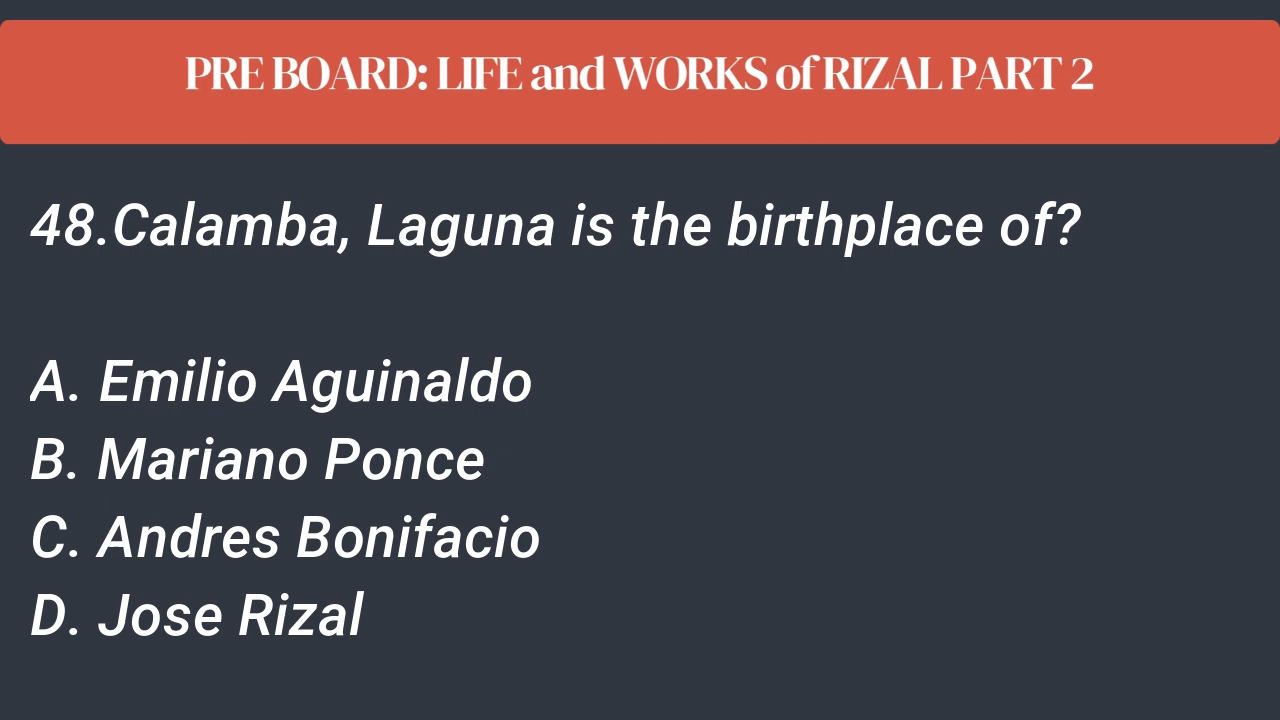 PRE BOARD: LIFE and WORKS of RIZAL PART 2
48.Calamba, Laguna is the birthplace of?
A. Emilio Aguinaldo
B. Mariano Ponce
C. Andres Bonifacio
D. Jose Rizal